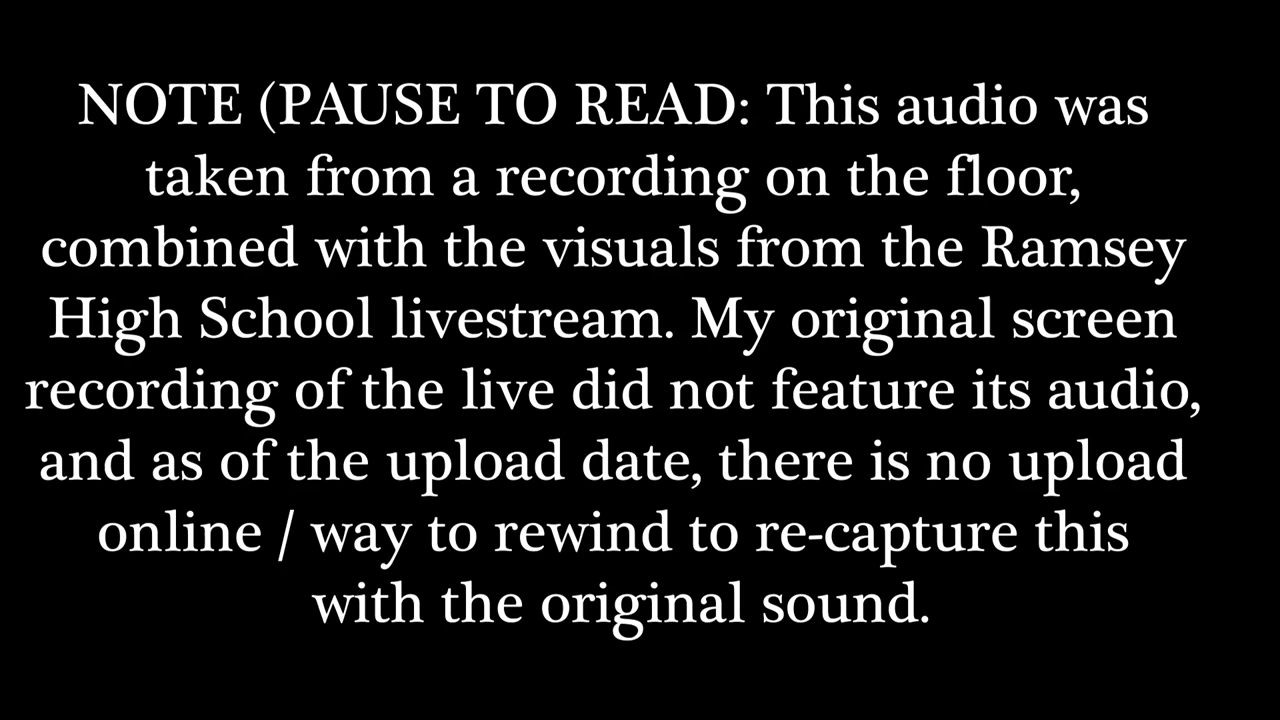 NOTE (PAUSE TO READ: This audio was
taken from a recording on the floor,
combined with the visuals from the Ramsey
High School livestream. My original screen
recording of the live did not feature its audio,
and as of the upload date, there is no upload
online / way to rewind to re-capture this
with the original sound.